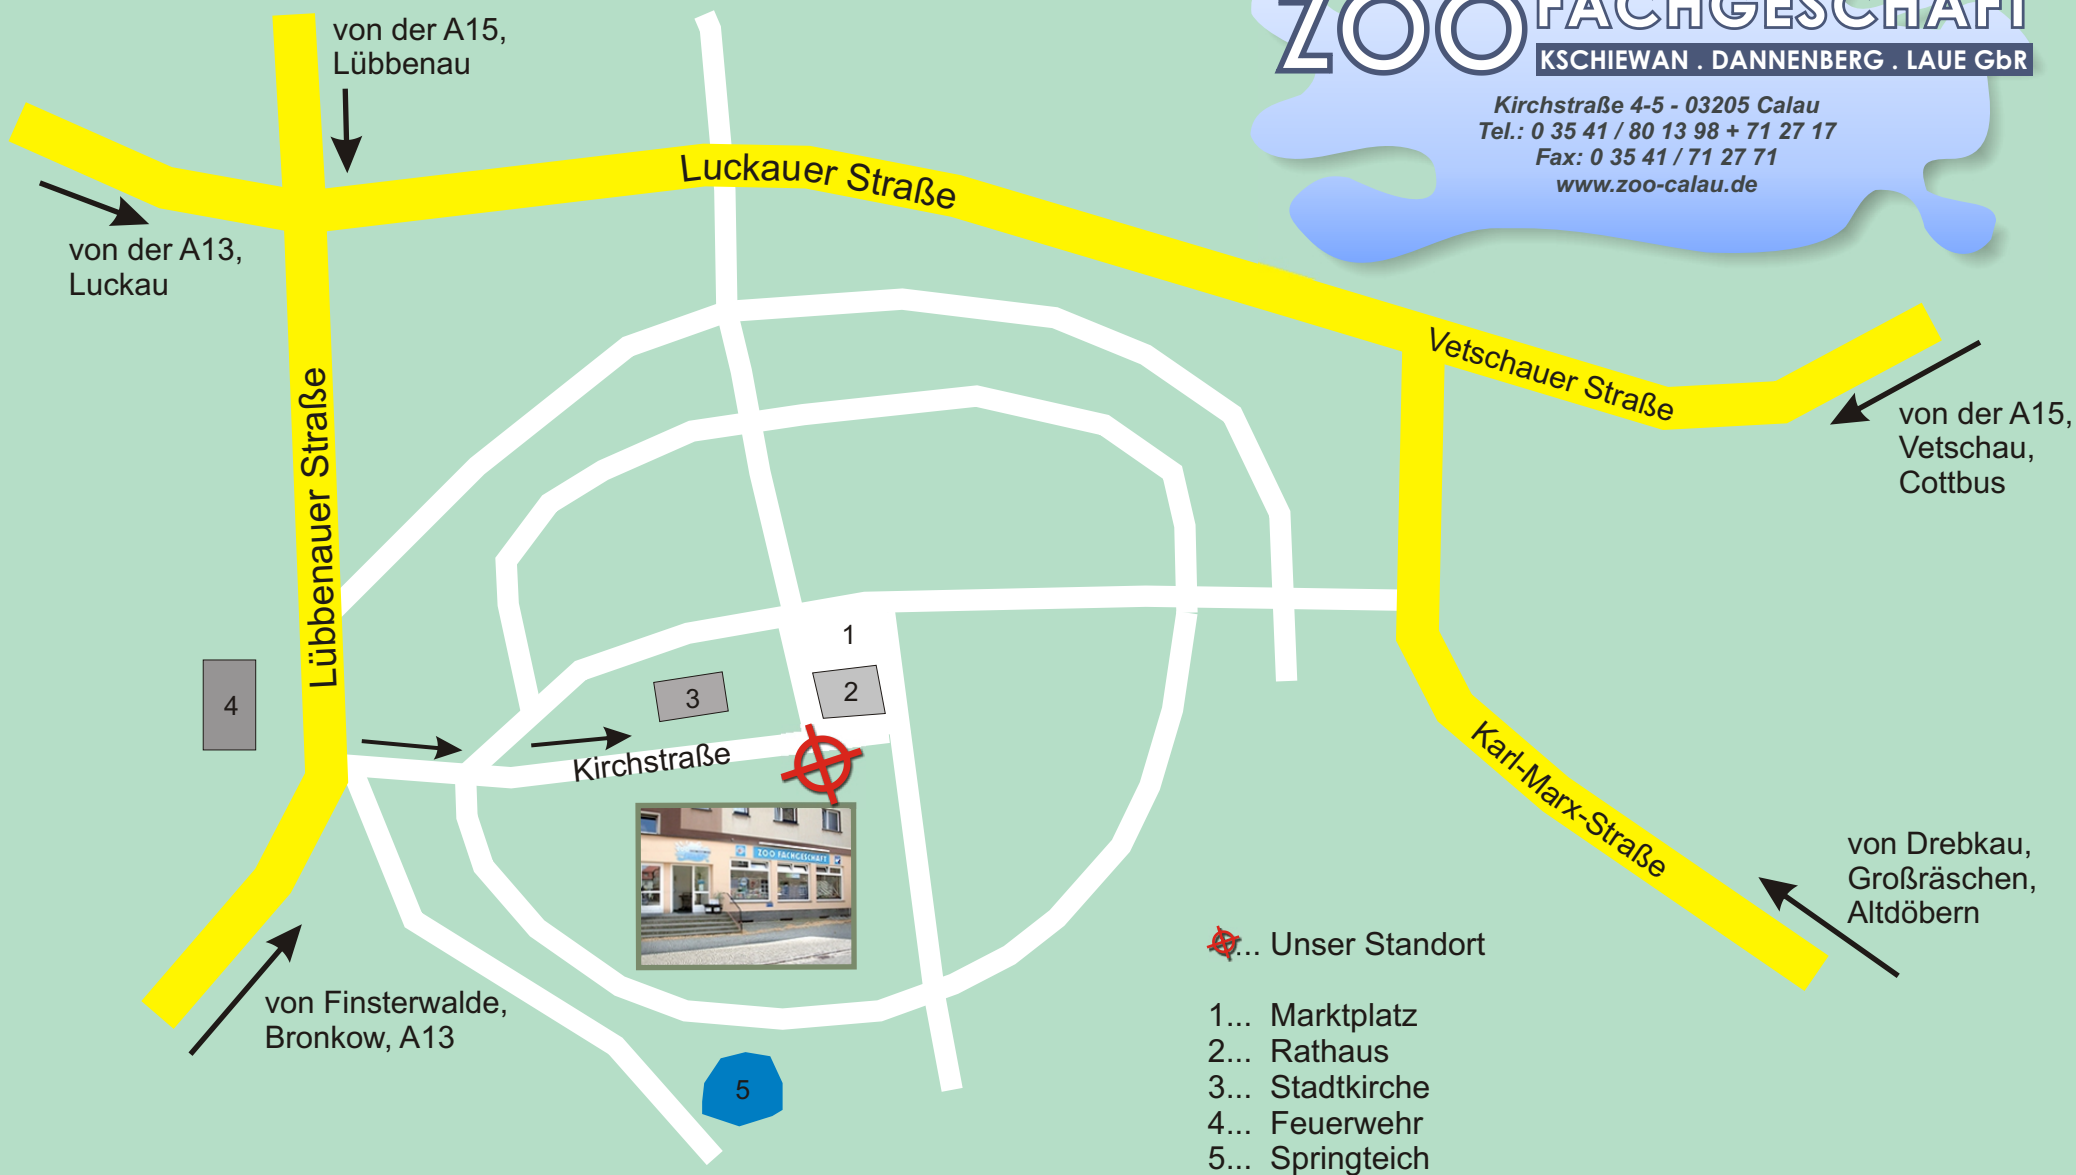 von der A15,
Lübbenau
ZOO FACHGESCHÄFT
KSCHIEWAN . DANNENBERG . LAUE GbR
Kirchstraße 4-5 - 03205 Calau
Tel.: 0 35 41 / 80 13 98 + 71 27 17
Fax: 0 35 41 / 71 27 71
www.zoo-calau.de
Luckauer Straße
von der A13,
Luckau
Vetschauer Straße
von der A15,
Vetschau,
Cottbus
Lübbenauer Straße
1
2
3
4
Kirchstraße
Karl-Marx-Straße
ZOO FACHGESCHÄFT
von Drebkau,
Großräschen,
Altdöbern
von Finsterwalde,
Bronkow, A13
5
... Unser Standort
1... Marktplatz
2... Rathaus
3... Stadtkirche
4... Feuerwehr
5... Springteich